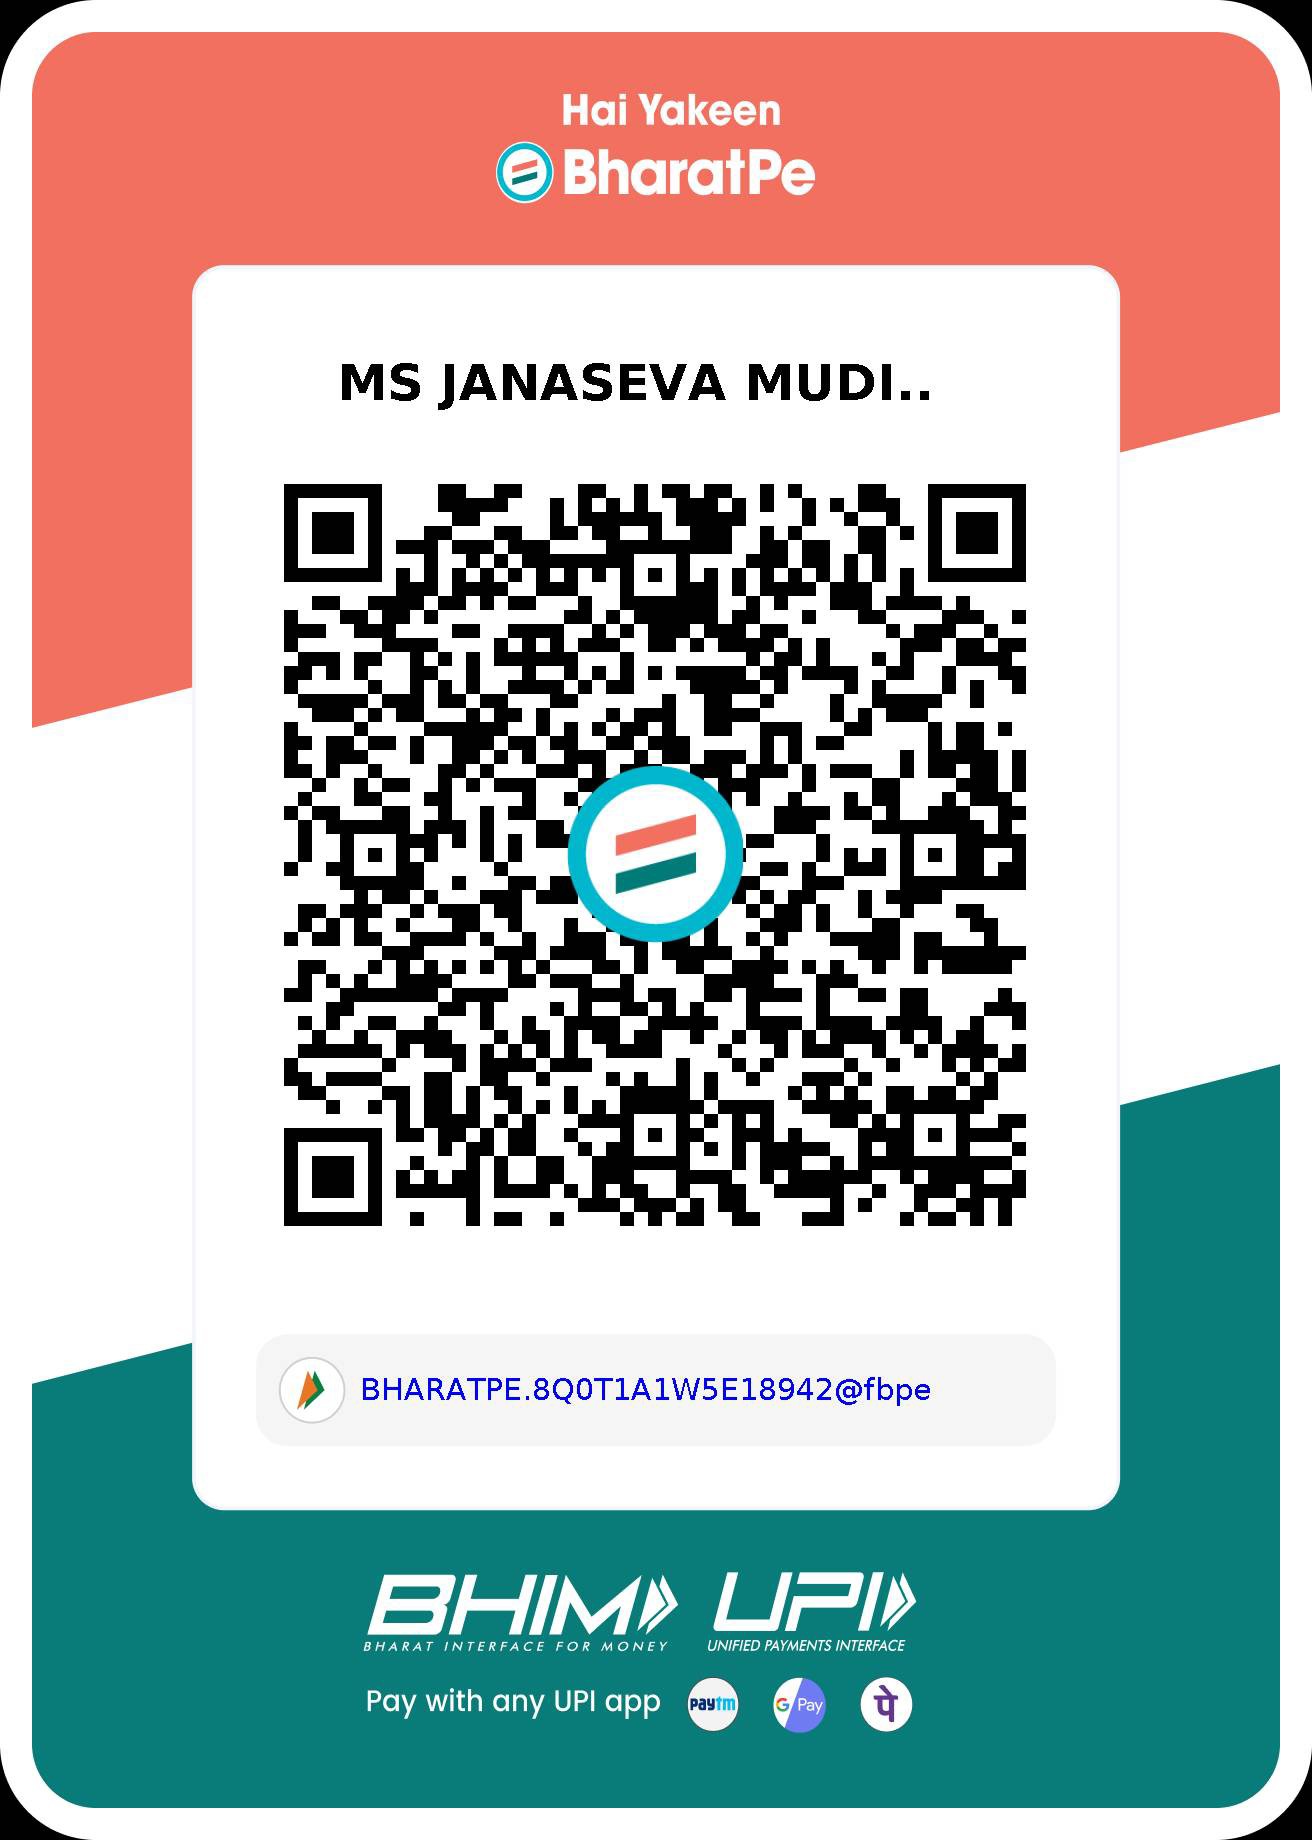 Hai Yakeen
BharatPe
MS JANASEVA MUDI..
BHARATPE.8Q0T1A1W5E18942@fbpe
BHIM UPI
BHARAT INTERFACE FOR MONEY UNIFIED PAYMENTS INTERFACE
Pay with any UPI app paytm G Pay पे